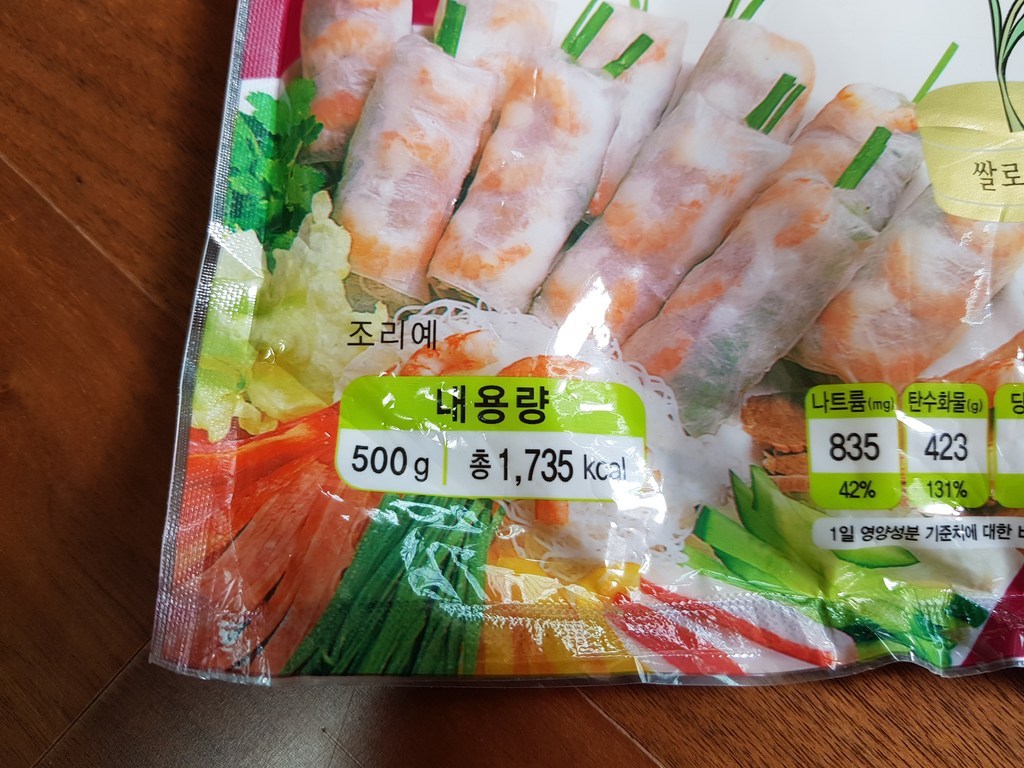 쌀로
조리예
내용량
500g 총 1,735 kcal
나트륨(mg) 탄수화물(g) 당
835 423
42% 131%
1일 영양성분 기준치에 대한